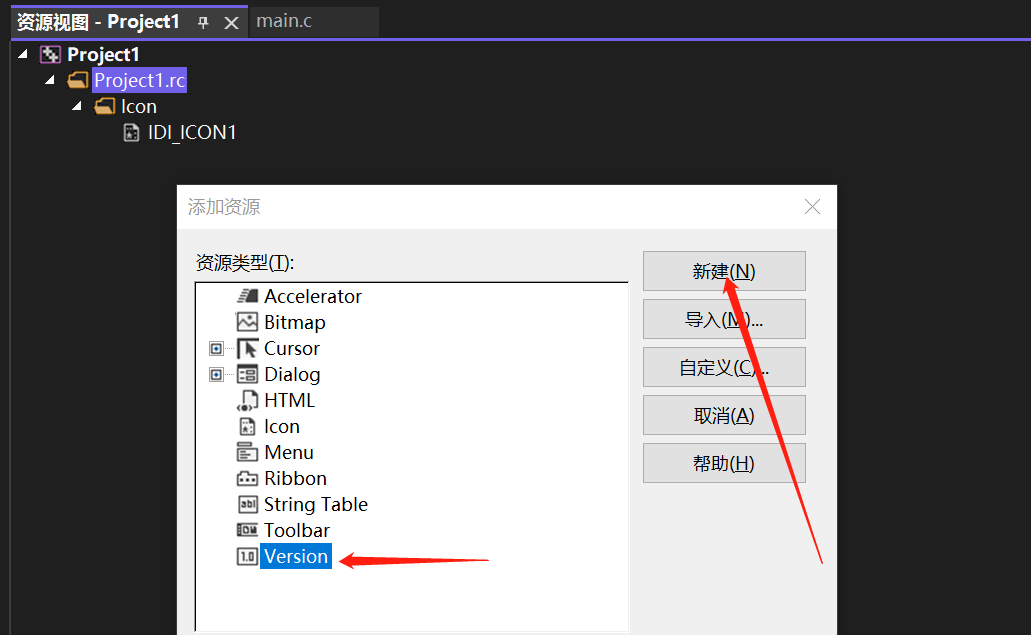 资源视图 - Project1
main.c
Project1
Project1.rc
Icon
IDI_ICON1
添加资源
资源类型(T):
Accelerator
Bitmap
Cursor
Dialog
HTML
Icon
Menu
Ribbon
String Table
Toolbar
Version
新建(N)
导入(M)...
自定义(C)...
取消(A)
帮助(H)